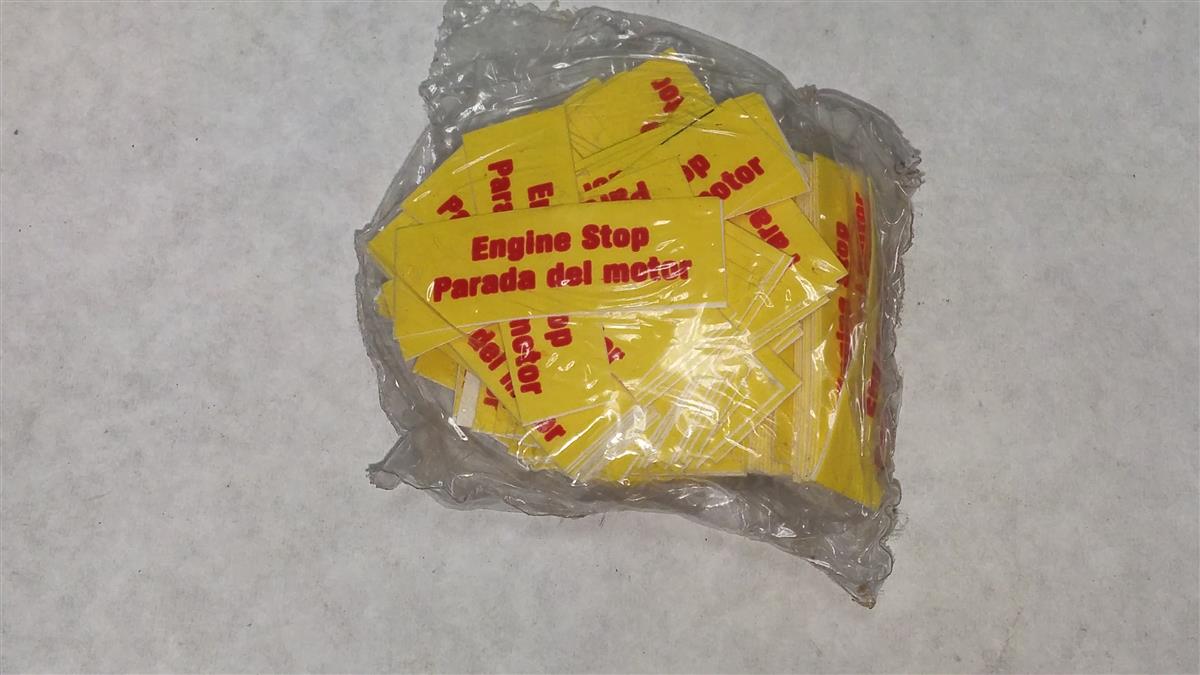 Engine Stop
Parada del motor